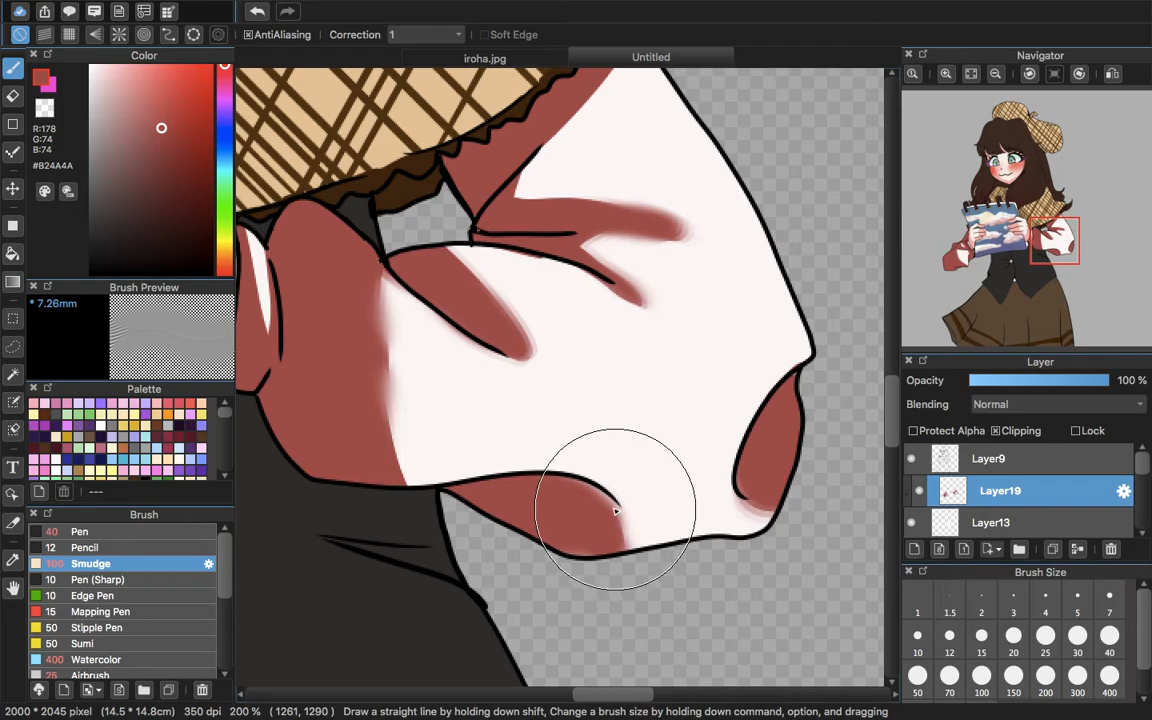 AntiAliasing Correction 1 Soft Edge
Color
iroha.jpg Untitled
Navigator
R:178
G:74
B:74
#B24A4A
Brush Preview
* 7.26mm
Palette
---
Brush
40 Pen
12 Pencil
100 Smudge
10 Pen (Sharp)
10 Edge Pen
15 Mapping Pen
50 Stipple Pen
50 Sumi
400 Watercolor
25 Airbrush
Layer
Opacity 100 %
Blending Normal
Protect Alpha Clipping Lock
Layer9
Layer19
Layer13
Brush Size
1 1.5 2 3 4 5 7
10 12 15 20 25 30 40
50 70 100 150 200 300 400
T
2000 * 2045 pixel (14.5 * 14.8cm) 350 dpi 200 % ( 1261, 1290 ) Draw a straight line by holding down shift, Change a brush size by holding down command, option, and dragging